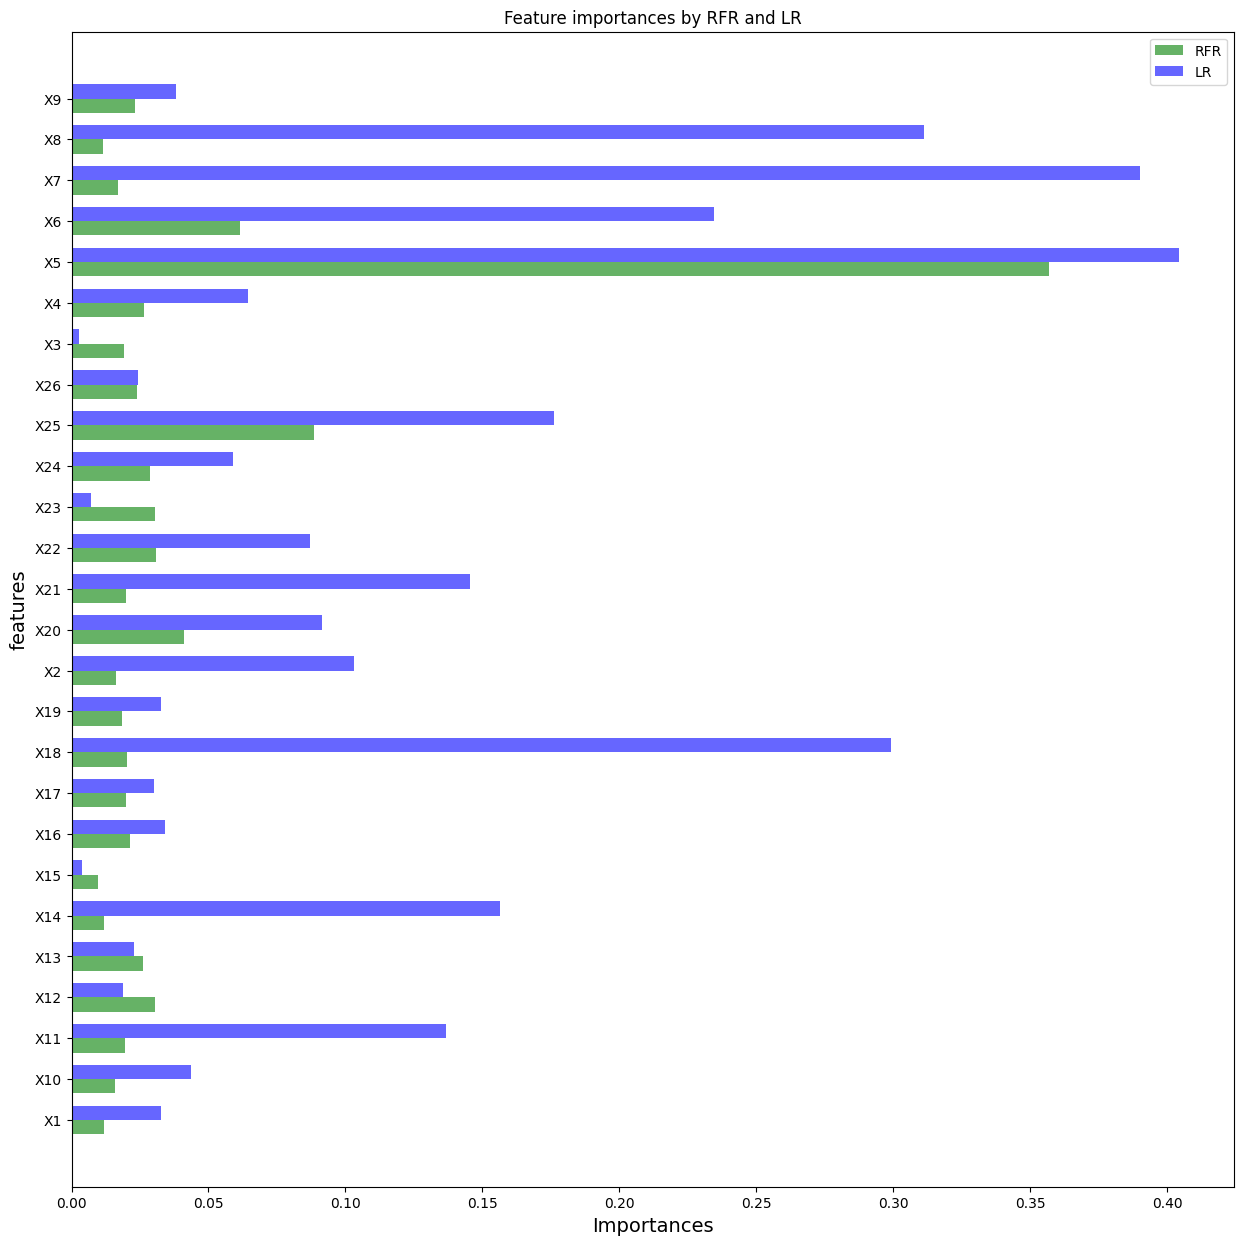 Feature importances by RFR and LR
RFR
LR
X9
X8
X7
X6
X5
X4
X3
X26
X25
X24
X23
X22
X21
X20
X2
X19
X18
X17
X16
X15
X14
X13
X12
X11
X10
X1
features
0.00 0.05 0.10 0.15 0.20 0.25 0.30 0.35 0.40
Importances